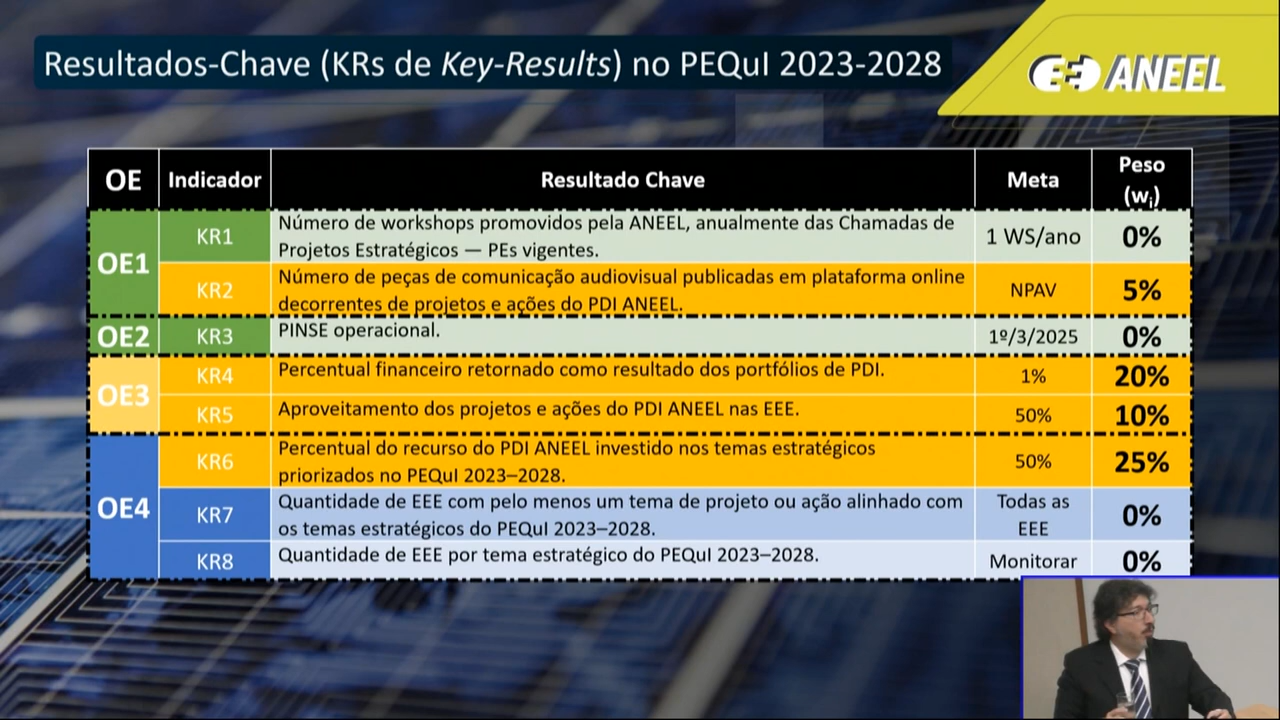 Resultados-Chave (KRs de Key-Results) no PEQuI 2023-2028
ANEEL
OE Indicador Resultado Chave Meta Peso (wi)
OE1
KR1 Número de workshops promovidos pela ANEEL, anualmente das Chamadas de
Projetos Estratégicos — PEs vigentes. 1 WS/ano 0%
KR2 Número de peças de comunicação audiovisual publicadas em plataforma online
decorrentes de projetos e ações do PDI ANEEL. NPAV 5%
OE2 KR3 PINSE operacional. 1º/3/2025 0%
OE3
KR4 Percentual financeiro retornado como resultado dos portfólios de PDI. 1% 20%
KR5 Aproveitamento dos projetos e ações do PDI ANEEL nas EEE. 50% 10%
OE4
KR6 Percentual do recurso do PDI ANEEL investido nos temas estratégicos
priorizados no PEQuI 2023–2028. 50% 25%
KR7 Quantidade de EEE com pelo menos um tema de projeto ou ação alinhado com
os temas estratégicos do PEQuI 2023–2028. Todas as EEE 0%
KR8 Quantidade de EEE por tema estratégico do PEQuI 2023–2028. Monitorar 0%